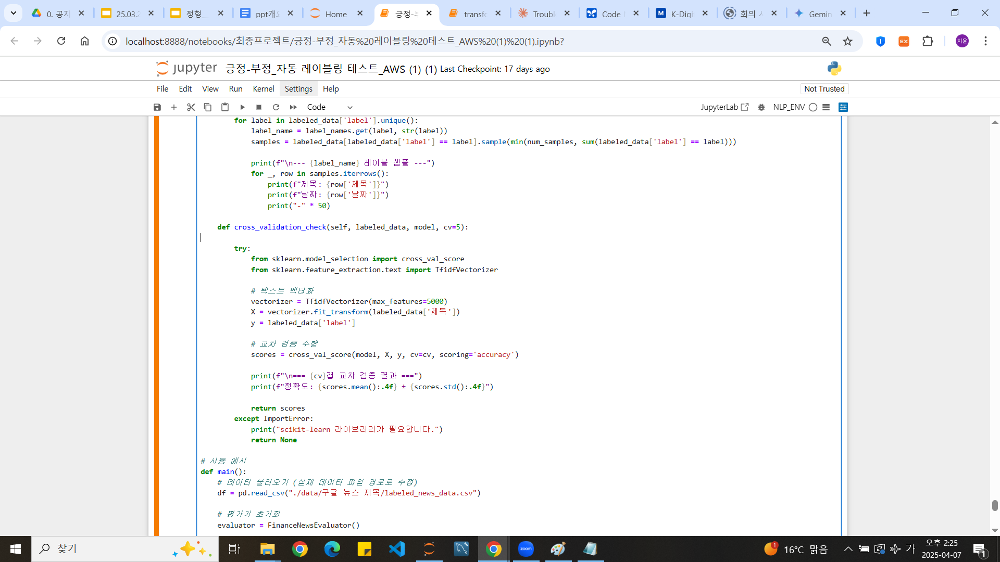 0. 공지
25.03.2
정형__
ppt개요
Home
긍정-부
transfo
Troubl
Code
K-Digi
회의 시
Gemin
localhost:8888/notebooks/최종프로젝트/긍정-부정_자동%20레이블링%20테스트_AWS%20(1)%20(1).ipynb?
EX
지윤
jupyter 긍정-부정_자동 레이블링 테스트_AWS (1) (1) Last Checkpoint: 17 days ago
File Edit View Run Kernel Settings Help
Not Trusted
Code
JupyterLab
NLP_ENV
for label in labeled_data['label'].unique():
label_name = label_names.get(label, str(label))
samples = labeled_data[labeled_data['label'] == label].sample(min(num_samples, sum(labeled_data['label'] == label)))
print(f"\n--- {label_name} 레이블 샘플 ---")
for _, row in samples.iterrows():
print(f"제목: {row['제목']}")
print(f"날짜: {row['날짜']}")
print("-" * 50)
def cross_validation_check(self, labeled_data, model, cv=5):
try:
from sklearn.model_selection import cross_val_score
from sklearn.feature_extraction.text import TfidfVectorizer
# 텍스트 벡터화
vectorizer = TfidfVectorizer(max_features=5000)
X = vectorizer.fit_transform(labeled_data['제목'])
y = labeled_data['label']
# 교차 검증 수행
scores = cross_val_score(model, X, y, cv=cv, scoring='accuracy')
print(f"\n=== {cv}겹 교차 검증 결과 ===")
print(f"정확도: {scores.mean():.4f} ± {scores.std():.4f}")
return scores
except ImportError:
print("scikit-learn 라이브러리가 필요합니다.")
return None
# 사용 예시
def main():
# 데이터 불러오기 (실제 데이터 파일 경로로 수정)
df = pd.read_csv("./data/구글 뉴스 제목/labeled_news_data.csv")
# 평가기 초기화
evaluator = FinanceNewsEvaluator()
찾기
zoom
1
16°C 맑음
가
오후 2:25
2025-04-07
1